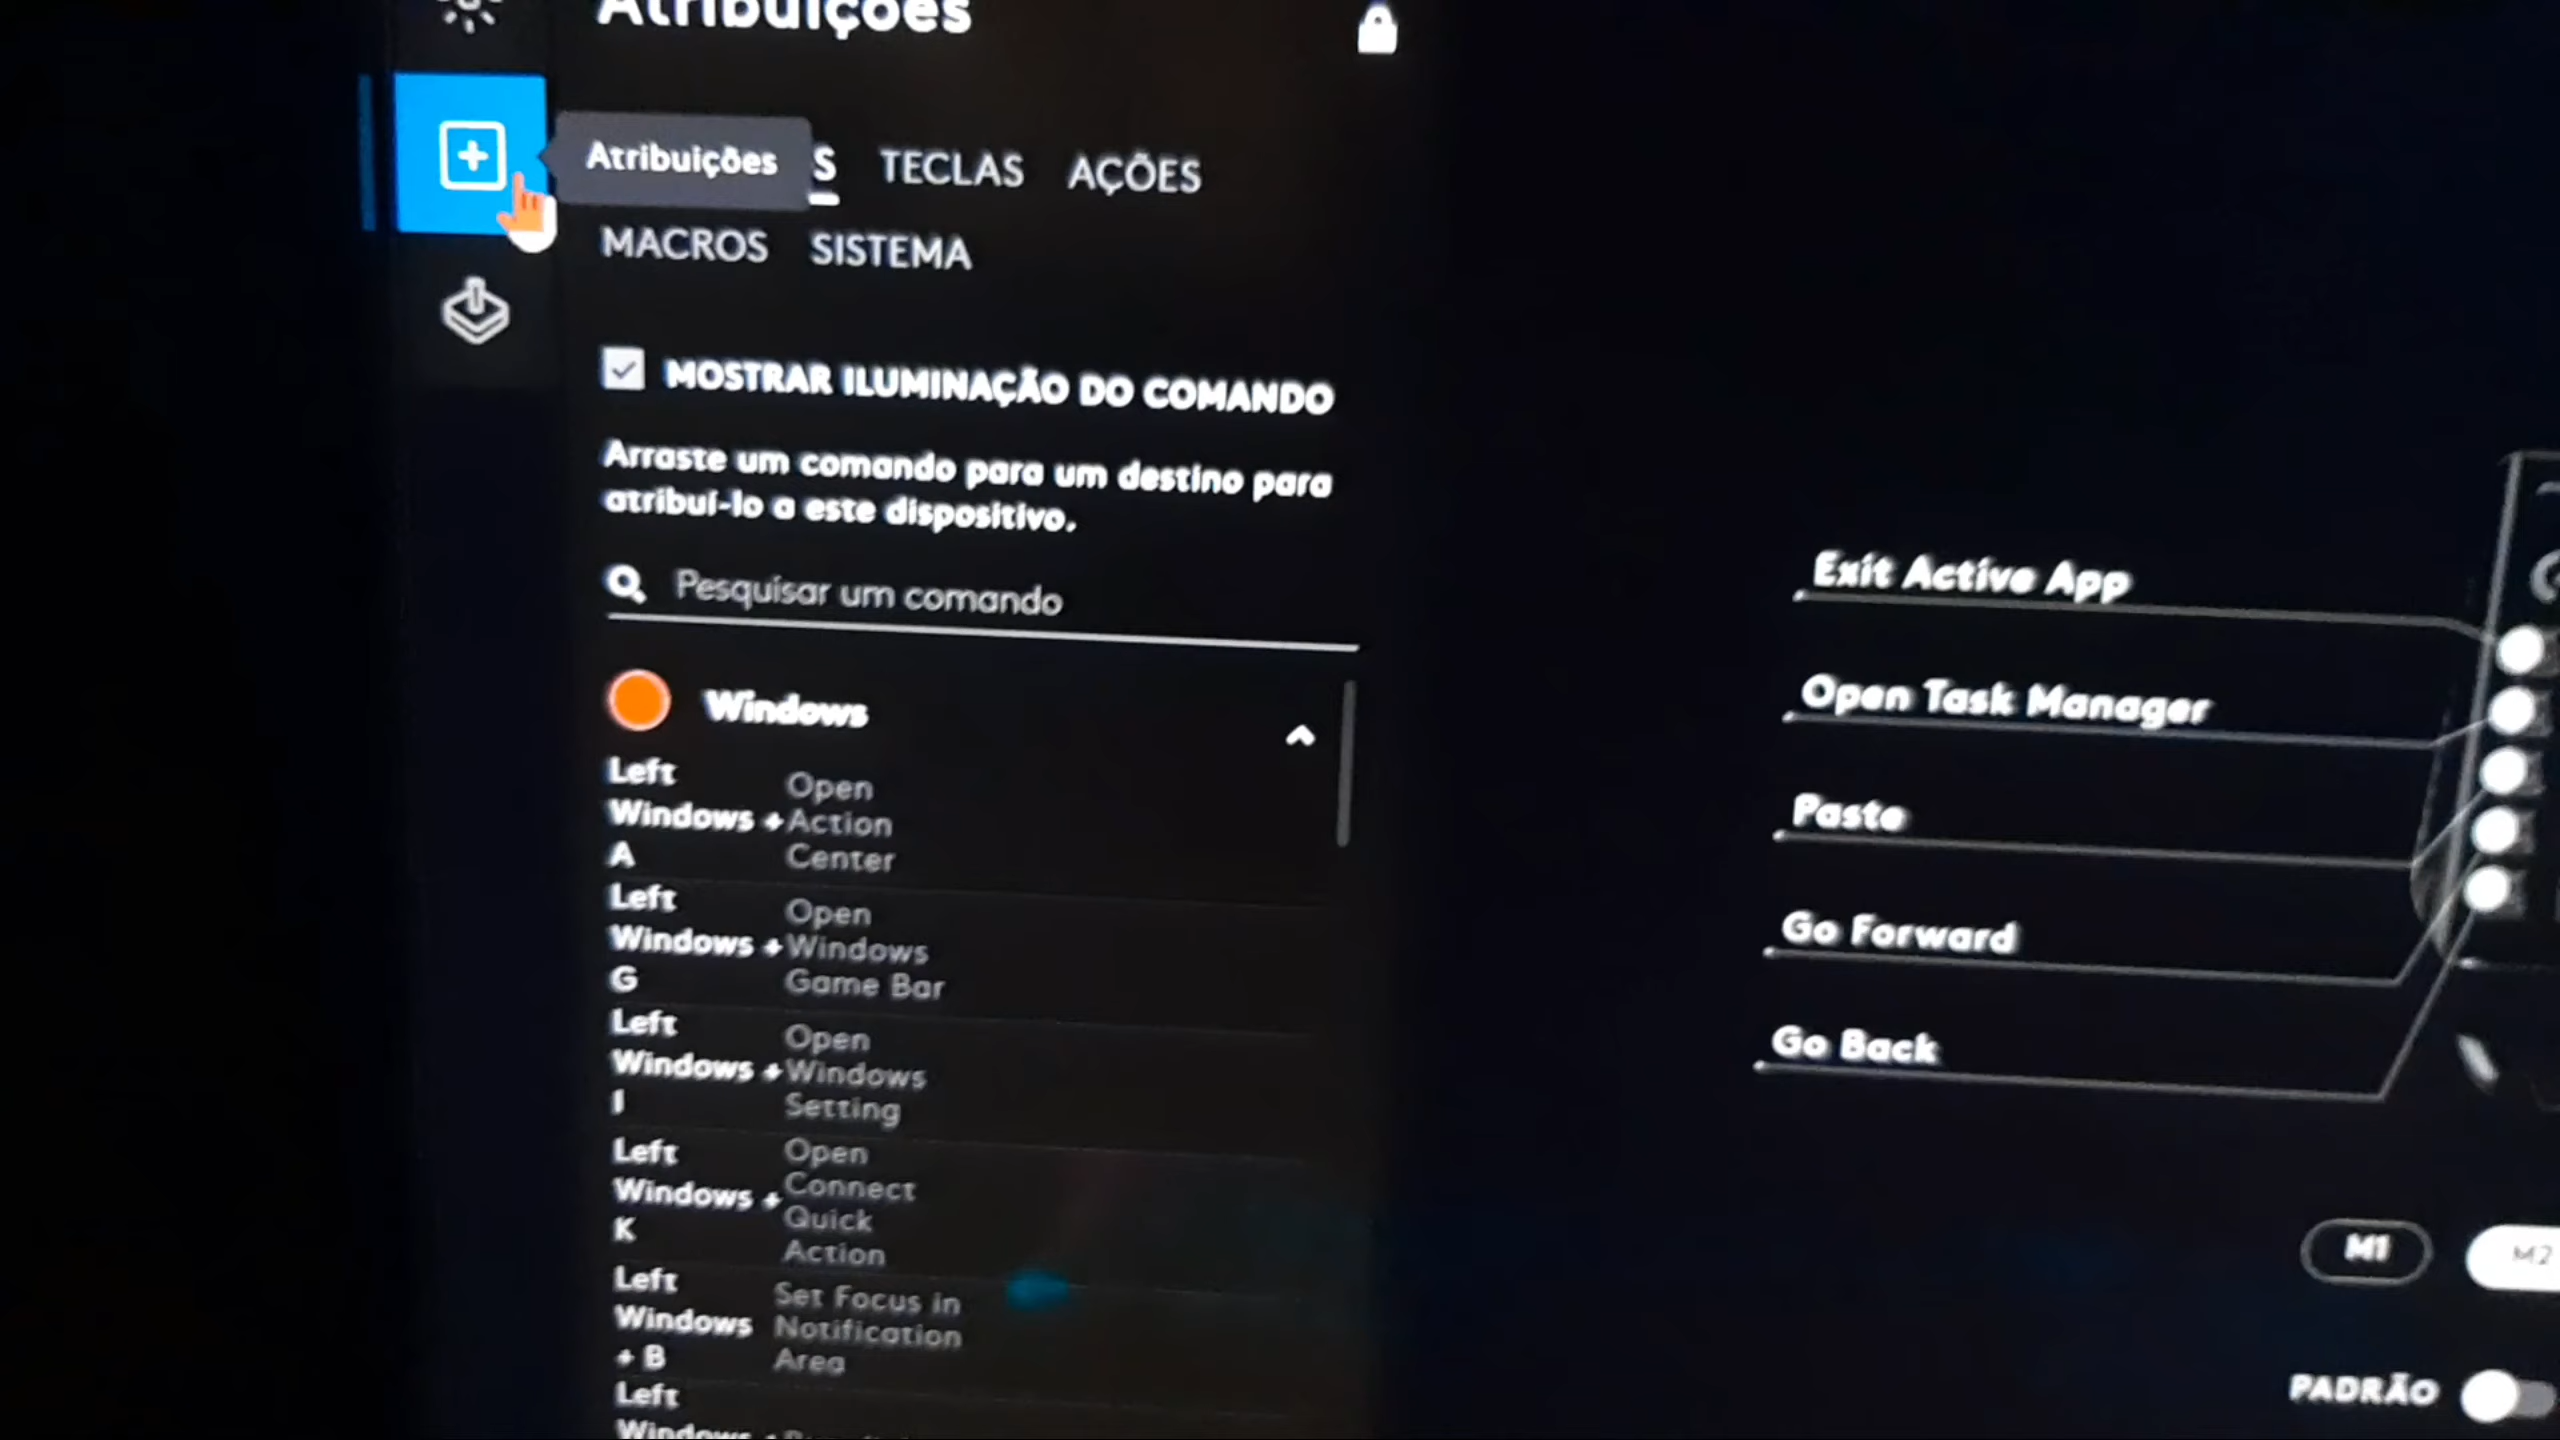 Atribuições
Atribuições S TECLAS AÇÕES
MACROS SISTEMA
MOSTRAR ILUMINAÇÃO DO COMANDO
Arraste um comando para um destino para
atribuí-lo a este dispositivo.
Pesquisar um comando
Windows
Left
Windows +
A
Open
Action
Center
Left
Windows +
G
Open
Windows
Game Bar
Left
Windows +
I
Open
Windows
Setting
Left
Windows +
K
Open
Connect
Quick
Action
Left
Windows
+ B
Set Focus in
Notification
Area
Left
Windows +
Exit Active App
Open Task Manager
Paste
Go Forward
Go Back
M1
M2
PADRÃO